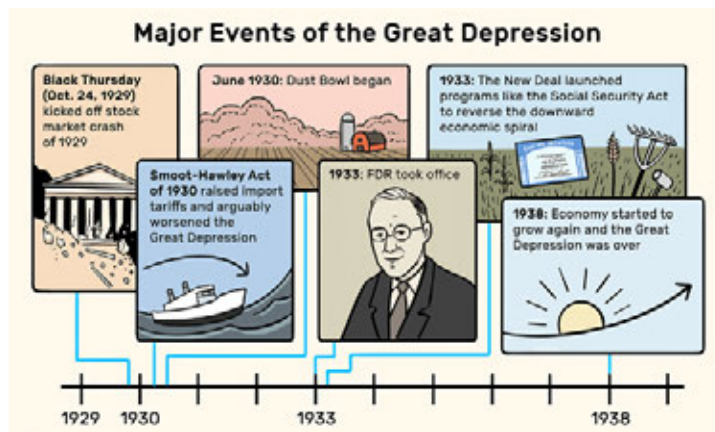 Major Events of the Great Depression
Black Thursday
(Oct. 24, 1929)
kicked off stock
market crash
of 1929
June 1930: Dust Bowl began
1933: The New Deal launched
programs like the Social Security Act
to reverse the downward
economic spiral
Smoot-Hawley Act
of 1930 raised import
tariffs and arguably
worsened the
Great Depression
1933: FDR took office
1938: Economy started to
grow again and the Great
Depression was over
1929
1930
1933
1938